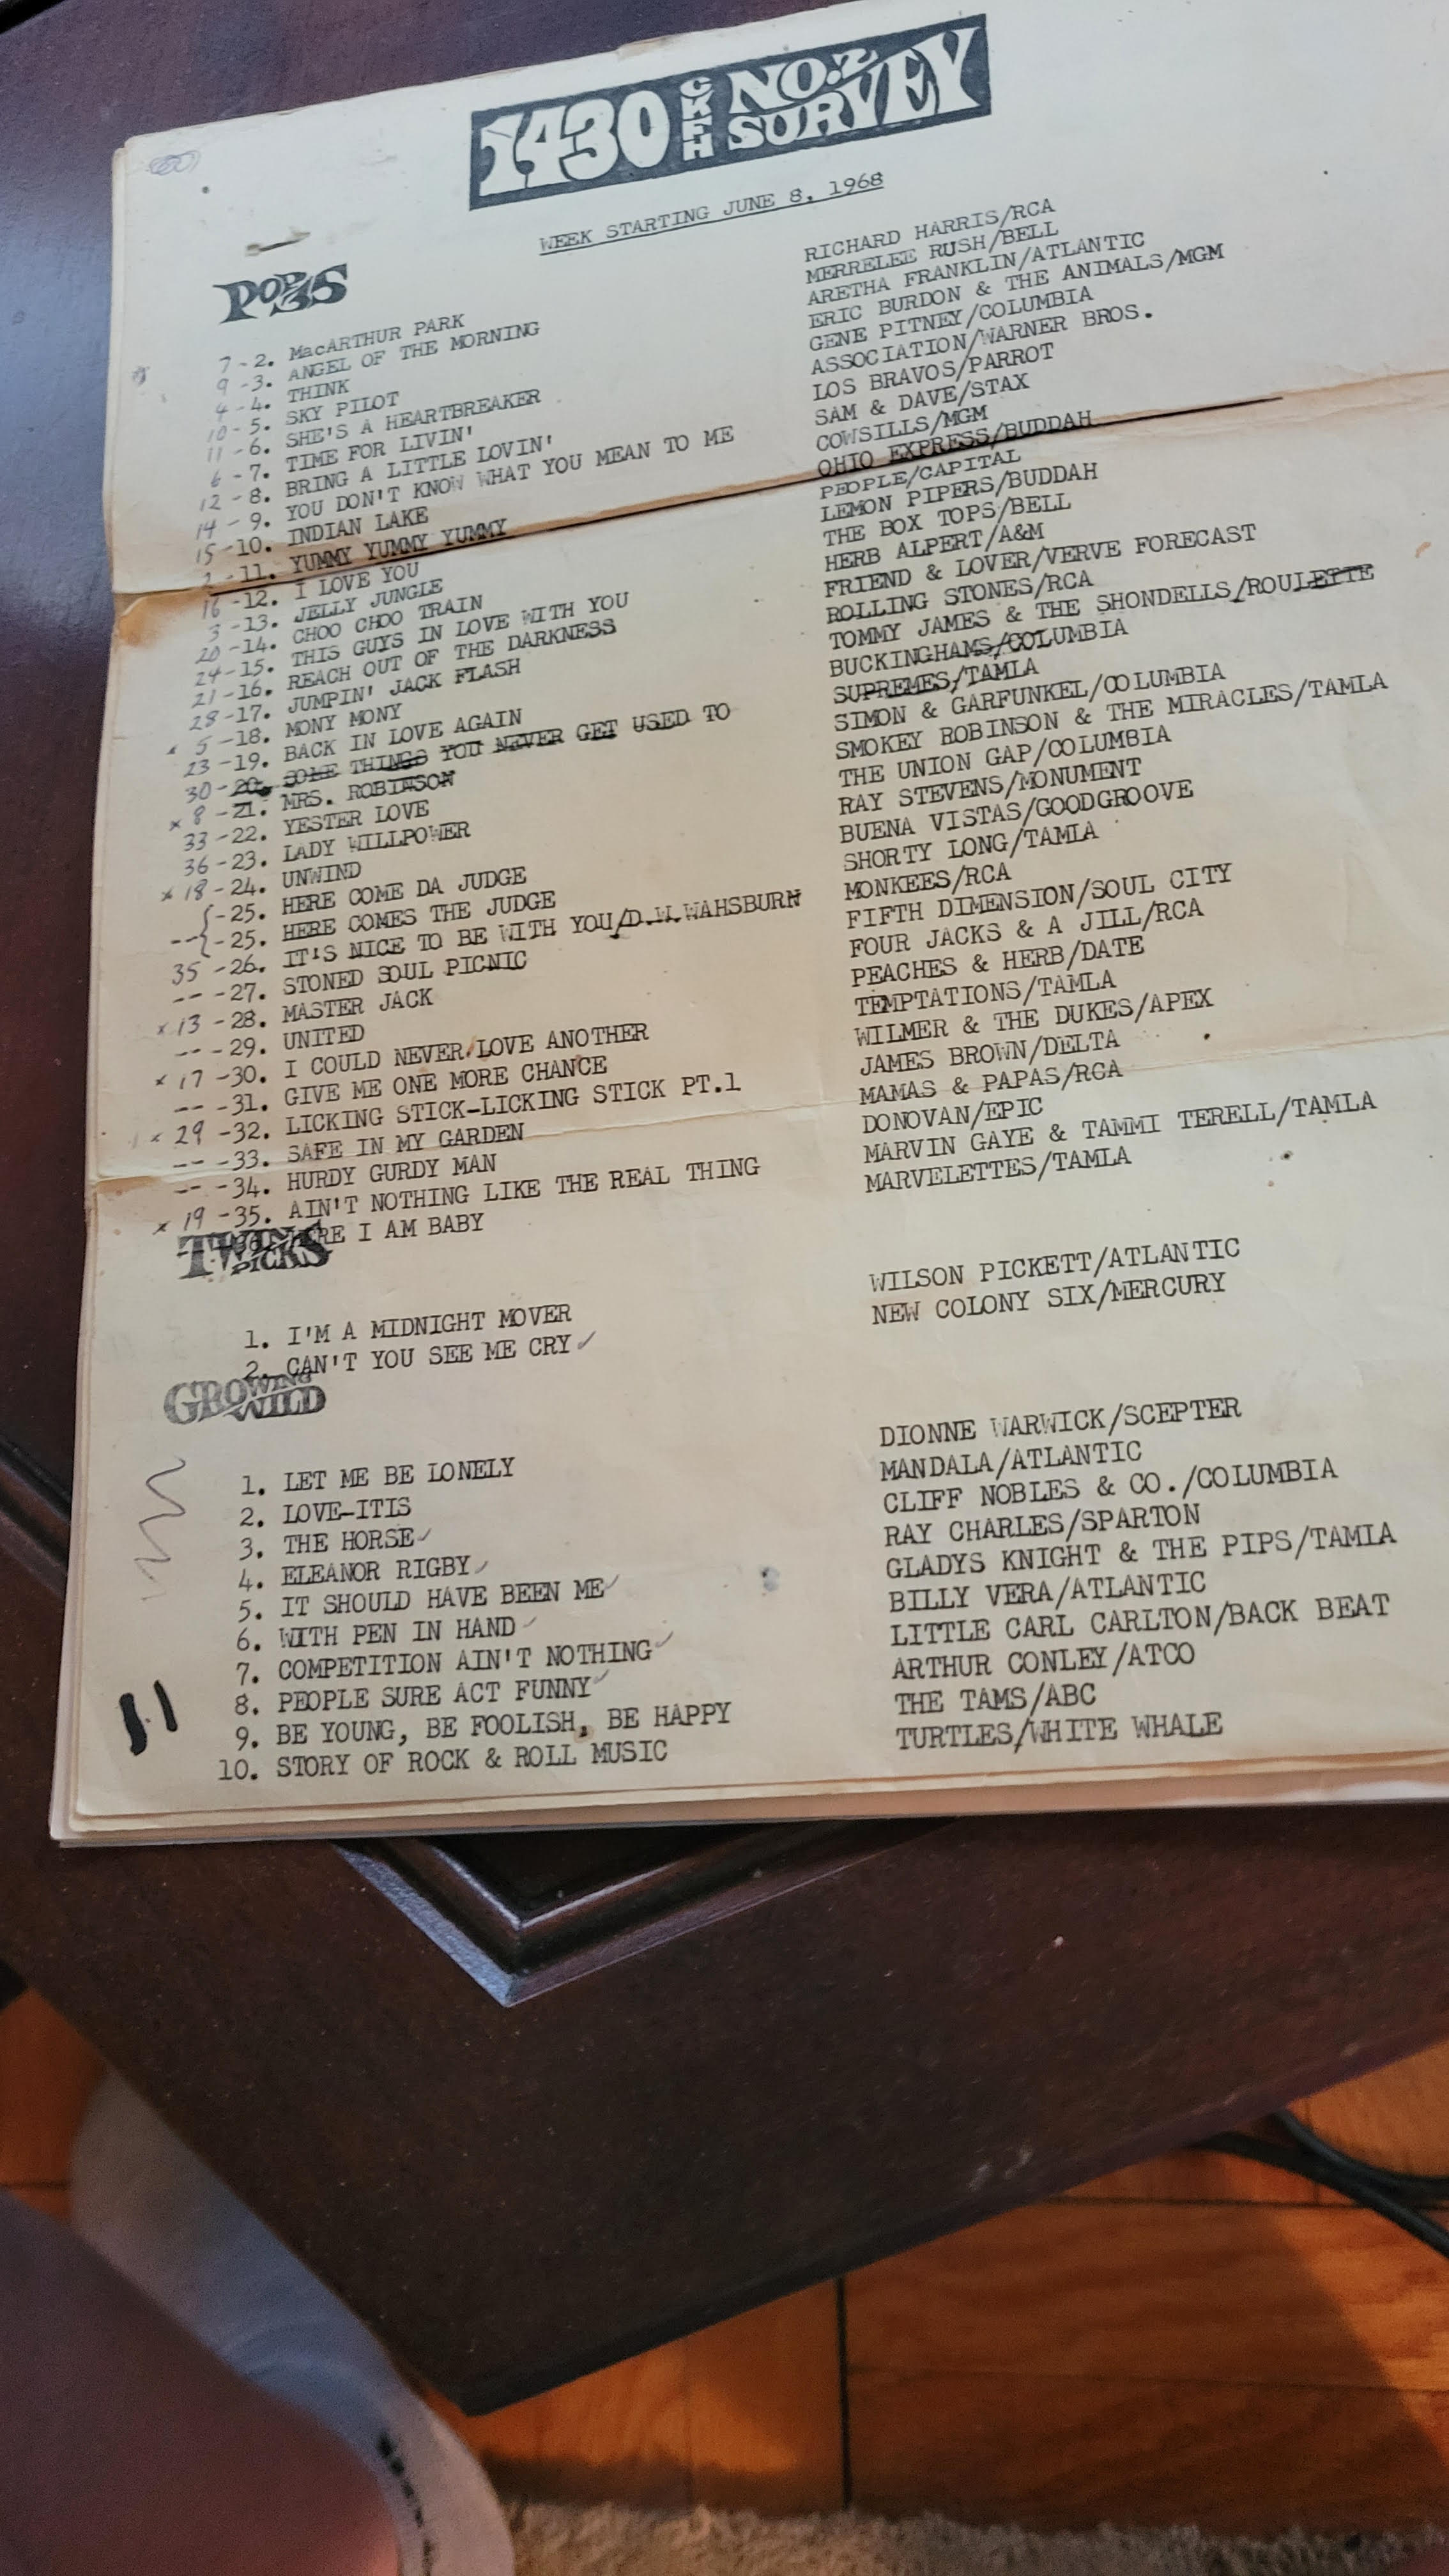 1430 CKFH NO.2 SURVEY
WEEK STARTING JUNE 8, 1968
POP 35
7 - 2. MacARTHUR PARK RICHARD HARRIS/RCA
9 - 3. ANGEL OF THE MORNING MERRELEE RUSH/BELL
4 - 4. THINK ARETHA FRANKLIN/ATLANTIC
10 - 5. SKY PILOT ERIC BURDON & THE ANIMALS/MGM
11 - 6. SHE'S A HEARTBREAKER GENE PITNEY/COLUMBIA
6 - 7. TIME FOR LIVIN' ASSOCIATION/WARNER BROS.
12 - 8. BRING A LITTLE LOVIN' LOS BRAVOS/PARROT
14 - 9. YOU DON'T KNOW WHAT YOU MEAN TO ME SAM & DAVE/STAX
15 -10. INDIAN LAKE COWSILLS/MGM
2 -11. YUMMY YUMMY YUMMY OHIO EXPRESS/BUDDAH
16 -12. I LOVE YOU PEOPLE/CAPITAL
3 -13. JELLY JUNGLE LEMON PIPERS/BUDDAH
20 -14. CHOO CHOO TRAIN THE BOX TOPS/BELL
24 -15. THIS GUYS IN LOVE WITH YOU HERB ALPERT/A&M
21 -16. REACH OUT OF THE DARKNESS FRIEND & LOVER/VERVE FORECAST
28 -17. JUMPIN' JACK FLASH ROLLING STONES/RCA
x 5 -18. MONY MONY TOMMY JAMES & THE SHONDELLS/ROULETTE
23 -19. BACK IN LOVE AGAIN BUCKINGHAMS/COLUMBIA
30 -20. SOME THINGS YOU NEVER GET USED TO SUPREMES/TAMLA
x 8 -21. MRS. ROBINSON SIMON & GARFUNKEL/COLUMBIA
33 -22. YESTER LOVE SMOKEY ROBINSON & THE MIRACLES/TAMLA
36 -23. LADY WILLPOWER THE UNION GAP/COLUMBIA
x 18 -24. UNWIND RAY STEVENS/MONUMENT
{ -25. HERE COME DA JUDGE BUENA VISTAS/GOODGROOVE
-- { -25. HERE COMES THE JUDGE SHORTY LONG/TAMLA
35 -26. IT'S NICE TO BE WITH YOU/D.W.WAHSBURN MONKEES/RCA
-- -27. STONED SOUL PICNIC FIFTH DIMENSION/SOUL CITY
x 13 -28. MASTER JACK FOUR JACKS & A JILL/RCA
-- -29. UNITED PEACHES & HERB/DATE
x 17 -30. I COULD NEVER LOVE ANOTHER TEMPTATIONS/TAMLA
-- -31. GIVE ME ONE MORE CHANCE WILMER & THE DUKES/APEX
x 29 -32. LICKING STICK-LICKING STICK PT.1 JAMES BROWN/DELTA
-- -33. SAFE IN MY GARDEN MAMAS & PAPAS/RCA
-- -34. HURDY GURDY MAN DONOVAN/EPIC
x 19 -35. AIN'T NOTHING LIKE THE REAL THING MARVIN GAYE & TAMMI TERELL/TAMLA
HERE I AM BABY MARVELETTES/TAMLA
TWIN PICKS
1. I'M A MIDNIGHT MOVER WILSON PICKETT/ATLANTIC
2. CAN'T YOU SEE ME CRY ✓ NEW COLONY SIX/MERCURY
GROWING WILD
1. LET ME BE LONELY DIONNE WARWICK/SCEPTER
2. LOVE-ITIS MANDALA/ATLANTIC
3. THE HORSE ✓ CLIFF NOBLES & CO./COLUMBIA
4. ELEANOR RIGBY ✓ RAY CHARLES/SPARTON
5. IT SHOULD HAVE BEEN ME ✓ GLADYS KNIGHT & THE PIPS/TAMLA
6. WITH PEN IN HAND ✓ BILLY VERA/ATLANTIC
7. COMPETITION AIN'T NOTHING ✓ LITTLE CARL CARLTON/BACK BEAT
8. PEOPLE SURE ACT FUNNY ✓ ARTHUR CONLEY/ATCO
9. BE YOUNG, BE FOOLISH, BE HAPPY THE TAMS/ABC
10. STORY OF ROCK & ROLL MUSIC TURTLES/WHITE WHALE